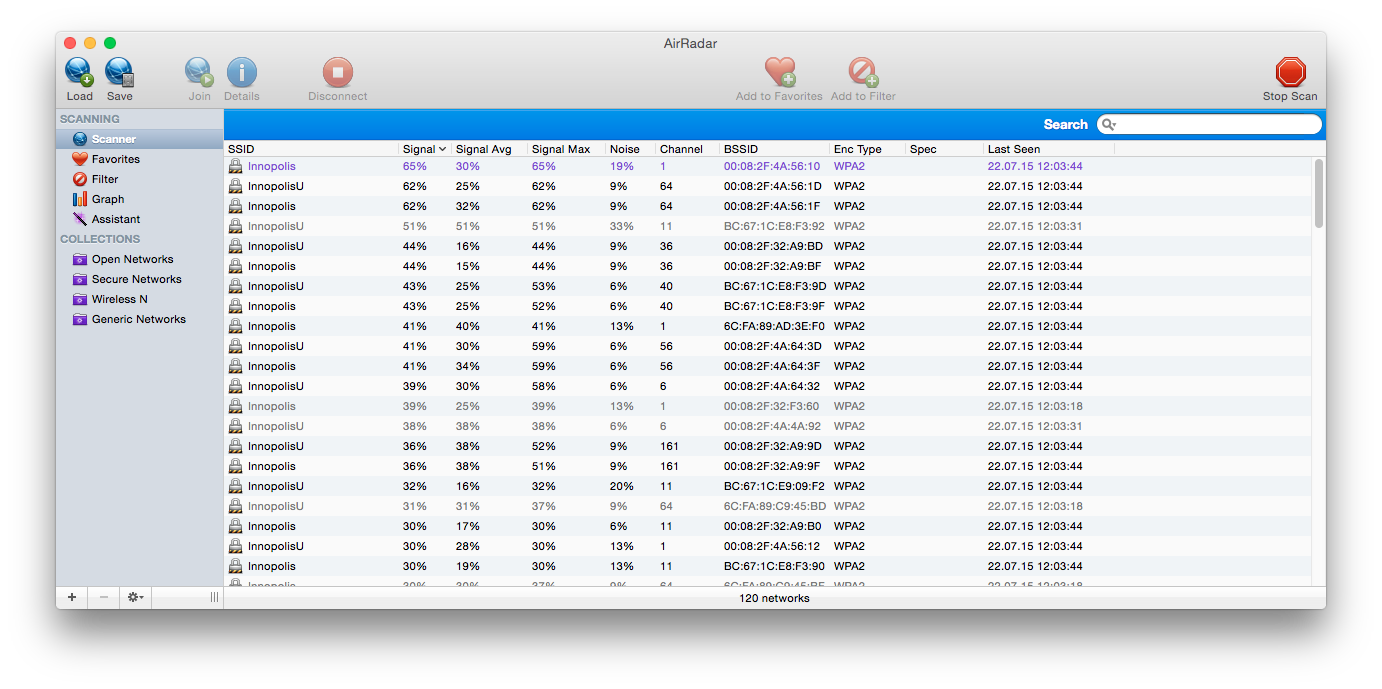 AirRadar
Load Save Join Details Disconnect Add to Favorites Add to Filter Stop Scan
SCANNING
Scanner
Favorites
Filter
Graph
Assistant
COLLECTIONS
Open Networks
Secure Networks
Wireless N
Generic Networks
Search
SSID Signal Signal Avg Signal Max Noise Channel BSSID Enc Type Spec Last Seen
Innopolis 65% 30% 65% 19% 1 00:08:2F:4A:56:10 WPA2 22.07.15 12:03:44
InnopolisU 62% 25% 62% 9% 64 00:08:2F:4A:56:1D WPA2 22.07.15 12:03:44
Innopolis 62% 32% 62% 9% 64 00:08:2F:4A:56:1F WPA2 22.07.15 12:03:44
InnopolisU 51% 51% 51% 33% 11 BC:67:1C:E8:F3:92 WPA2 22.07.15 12:03:31
InnopolisU 44% 16% 44% 9% 36 00:08:2F:32:A9:BD WPA2 22.07.15 12:03:44
Innopolis 44% 15% 44% 9% 36 00:08:2F:32:A9:BF WPA2 22.07.15 12:03:44
InnopolisU 43% 25% 53% 6% 40 BC:67:1C:E8:F3:9D WPA2 22.07.15 12:03:44
Innopolis 43% 25% 52% 6% 40 BC:67:1C:E8:F3:9F WPA2 22.07.15 12:03:44
Innopolis 41% 40% 41% 13% 1 6C:FA:89:AD:3E:F0 WPA2 22.07.15 12:03:44
InnopolisU 41% 30% 59% 6% 56 00:08:2F:4A:64:3D WPA2 22.07.15 12:03:44
Innopolis 41% 34% 59% 6% 56 00:08:2F:4A:64:3F WPA2 22.07.15 12:03:44
InnopolisU 39% 30% 58% 6% 6 00:08:2F:4A:64:32 WPA2 22.07.15 12:03:44
Innopolis 39% 25% 39% 13% 1 00:08:2F:32:F3:60 WPA2 22.07.15 12:03:18
InnopolisU 38% 38% 38% 6% 6 00:08:2F:4A:4A:92 WPA2 22.07.15 12:03:31
InnopolisU 36% 38% 52% 9% 161 00:08:2F:32:A9:9D WPA2 22.07.15 12:03:44
Innopolis 36% 38% 51% 9% 161 00:08:2F:32:A9:9F WPA2 22.07.15 12:03:44
InnopolisU 32% 16% 32% 20% 11 BC:67:1C:E9:09:F2 WPA2 22.07.15 12:03:44
InnopolisU 31% 31% 37% 9% 64 6C:FA:89:C9:45:BD WPA2 22.07.15 12:03:18
Innopolis 30% 17% 30% 6% 11 00:08:2F:32:A9:B0 WPA2 22.07.15 12:03:44
InnopolisU 30% 28% 30% 13% 1 00:08:2F:4A:56:12 WPA2 22.07.15 12:03:44
Innopolis 30% 19% 30% 13% 11 BC:67:1C:E8:F3:90 WPA2 22.07.15 12:03:44
Innopolis 30% 30% 37% 9% 64 6C:FA:89:C9:45:BF WPA2 22.07.15 12:03:18
120 networks